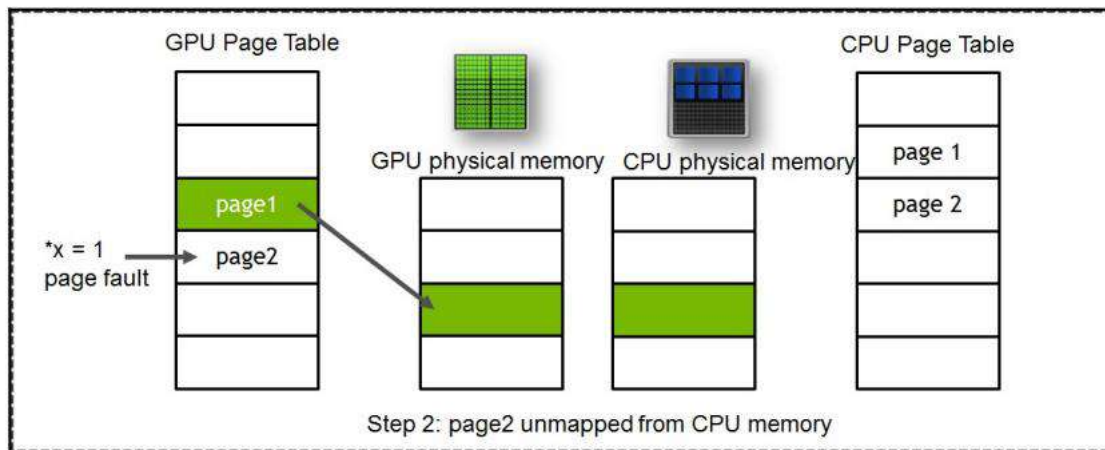 GPU Page Table
CPU Page Table
GPU physical memory
CPU physical memory
page 1
page1
page 2
*x = 1
page fault
page2
Step 2: page2 unmapped from CPU memory